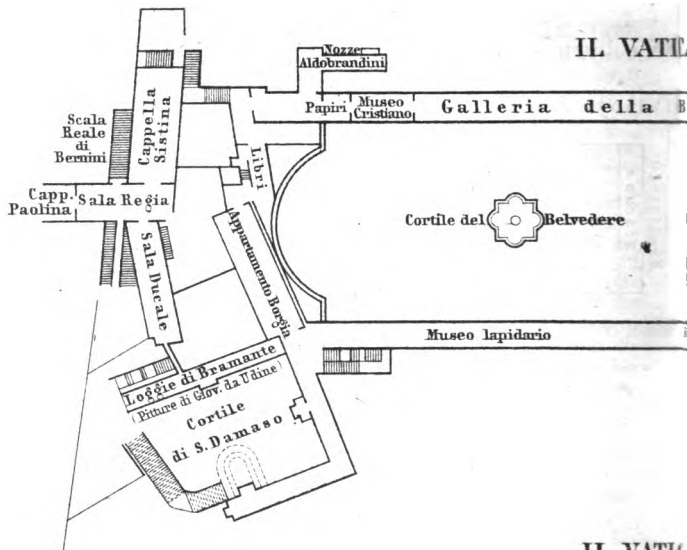 IL VATI
Nozze
Aldobrandini
Papiri
Museo
Cristiano
Galleria della B
Scala
Reale
di
Bernini
Cappella
Sistina
Libri
Capp.
Paolina
Sala Regia
Cortile del Belvedere
Sala Ducale
Appartamento Borgia
Museo lapidario
Loggie di Bramante
(Pitture di Giov. da Udine)
Cortile
di S. Damaso
IL VATI